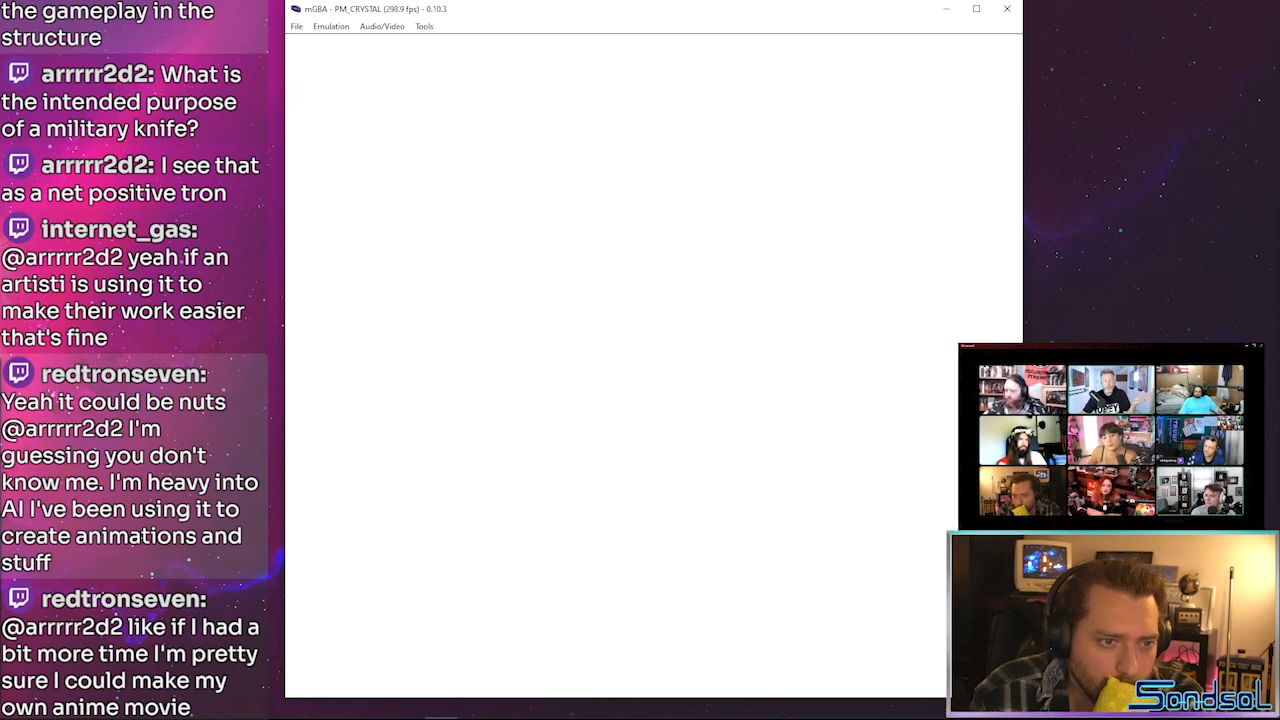 the gameplay in the
structure
arrrrr2d2: What is
the intended purpose
of a military knife?
arrrrr2d2: I see that
as a net positive tron
internet_gas:
@arrrrr2d2 yeah if an
artisti is using it to
make their work easier
that's fine
redtronseven:
Yeah it could be nuts
@arrrrr2d2 I'm
guessing you don't
know me. I'm heavy into
AI I've been using it to
create animations and
stuff
redtronseven:
@arrrrr2d2 like if I had a
bit more time I'm pretty
sure I could make my
own anime movie
mGBA - PM_CRYSTAL (298.9 fps) - 0.10.3
File Emulation Audio/Video Tools
POLICE BOX
Sondsol